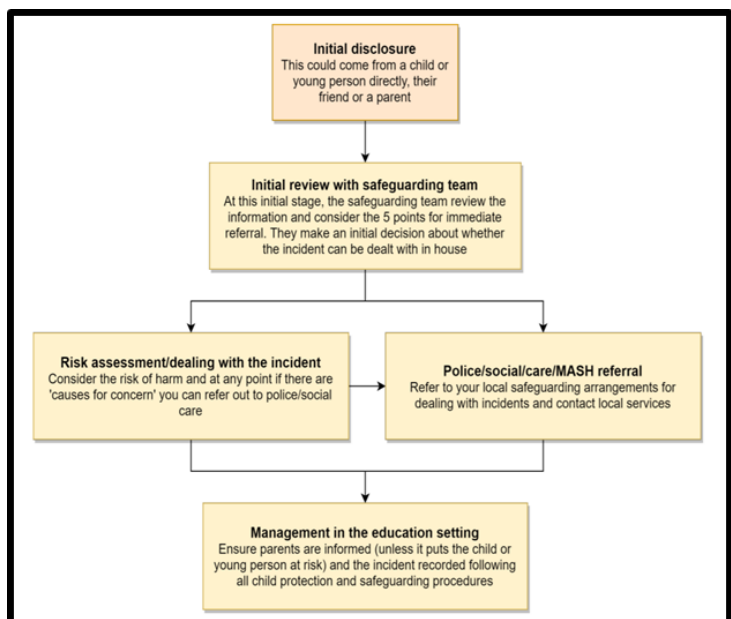 Initial disclosure
This could come from a child or
young person directly, their
friend or a parent
Initial review with safeguarding team
At this initial stage, the safeguarding team review the
information and consider the 5 points for immediate
referral. They make an initial decision about whether
the incident can be dealt with in house
Risk assessment/dealing with the incident
Consider the risk of harm and at any point if there are
'causes for concern' you can refer out to police/social
care
Police/social/care/MASH referral
Refer to your local safeguarding arrangements for
dealing with incidents and contact local services
Management in the education setting
Ensure parents are informed (unless it puts the child or
young person at risk) and the incident recorded following
all child protection and safeguarding procedures